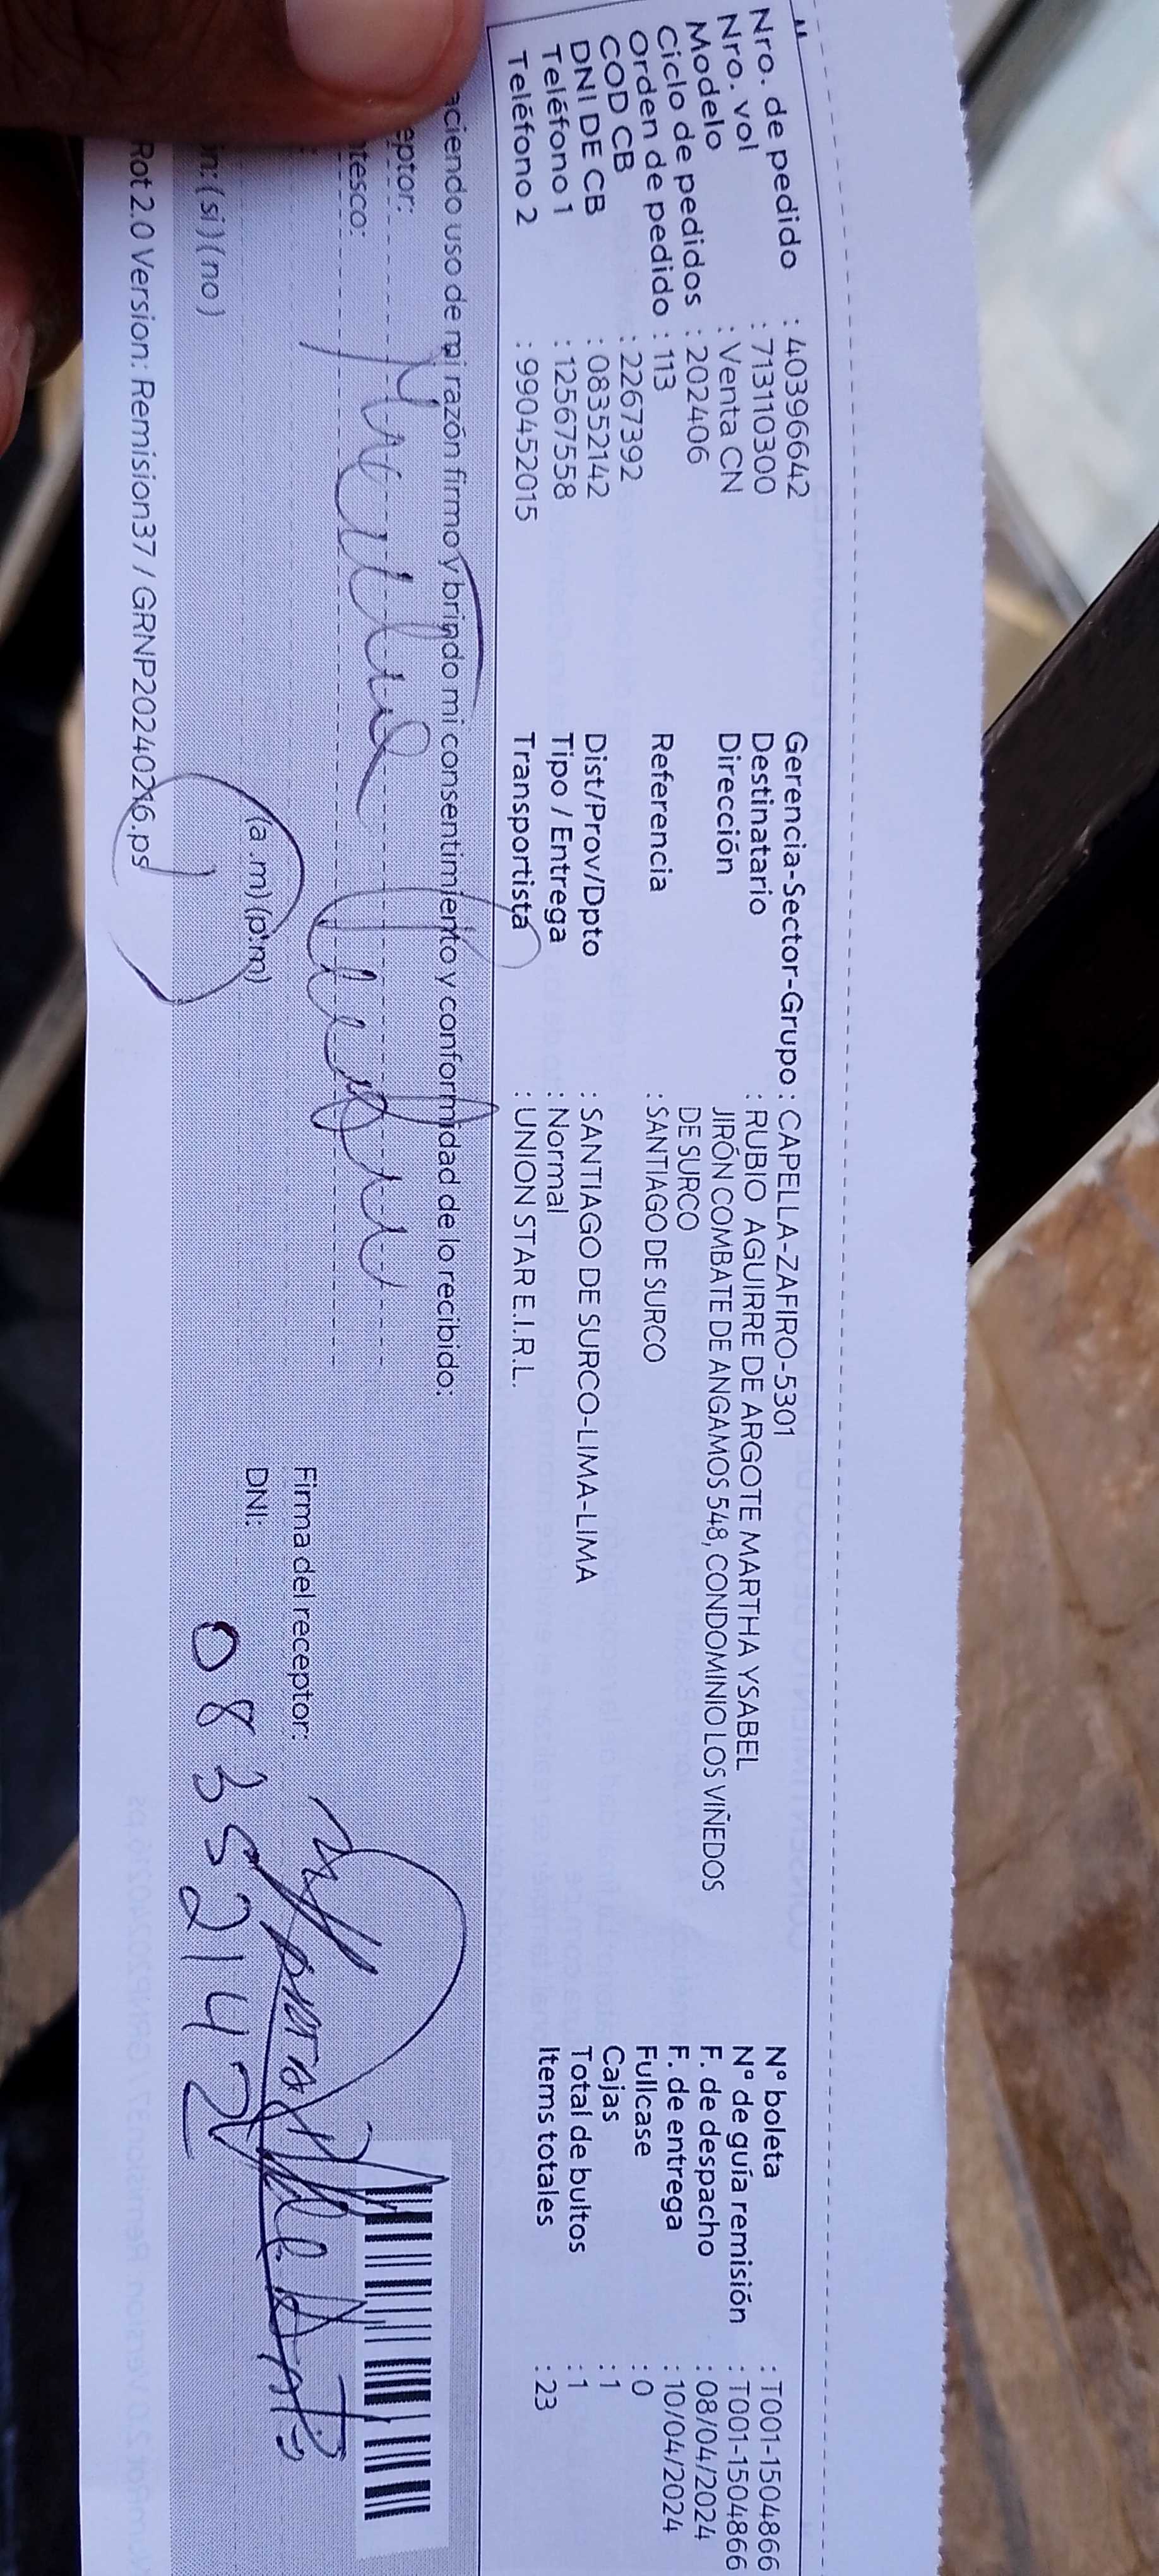 Nro. de pedido : 40396642
Nro. vol : 713110300
Modelo : Venta CN
Ciclo de pedidos : 202406
Orden de pedido : 113
COD CB : 2267392
DNI DE CB : 08352142
Teléfono 1 : 12567558
Teléfono 2 : 990452015
Gerencia-Sector-Grupo : CAPELLA-ZAFIRO-5301
Destinatario : RUBIO AGUIRRE DE ARGOTE MARTHA YSABEL
Dirección JIRÓN COMBATE DE ANGAMOS 548, CONDOMINIO LOS VIÑEDOS
DE SURCO
Referencia : SANTIAGO DE SURCO
Dist/Prov/Dpto : SANTIAGO DE SURCO-LIMA-LIMA
Tipo / Entrega : Normal
Transportista : UNION STAR E.I.R.L.
N° boleta : T001-1504866
N° de guía remisión : T001-1504866
F. de despacho : 08/04/2024
F. de entrega : 10/04/2024
Fullcase : 0
Cajas : 1
Total de bultos : 1
Items totales : 23
aciendo uso de mi razón firmo y brindo mi consentimiento y conformidad de lo recibido:
eptor:
ntesco:
(a .m) (p.m)
n: ( si ) ( no )
Firma del receptor:
DNI: 08352142
Rot 2.0 Version: Remision37 / GRNP20240216.ps